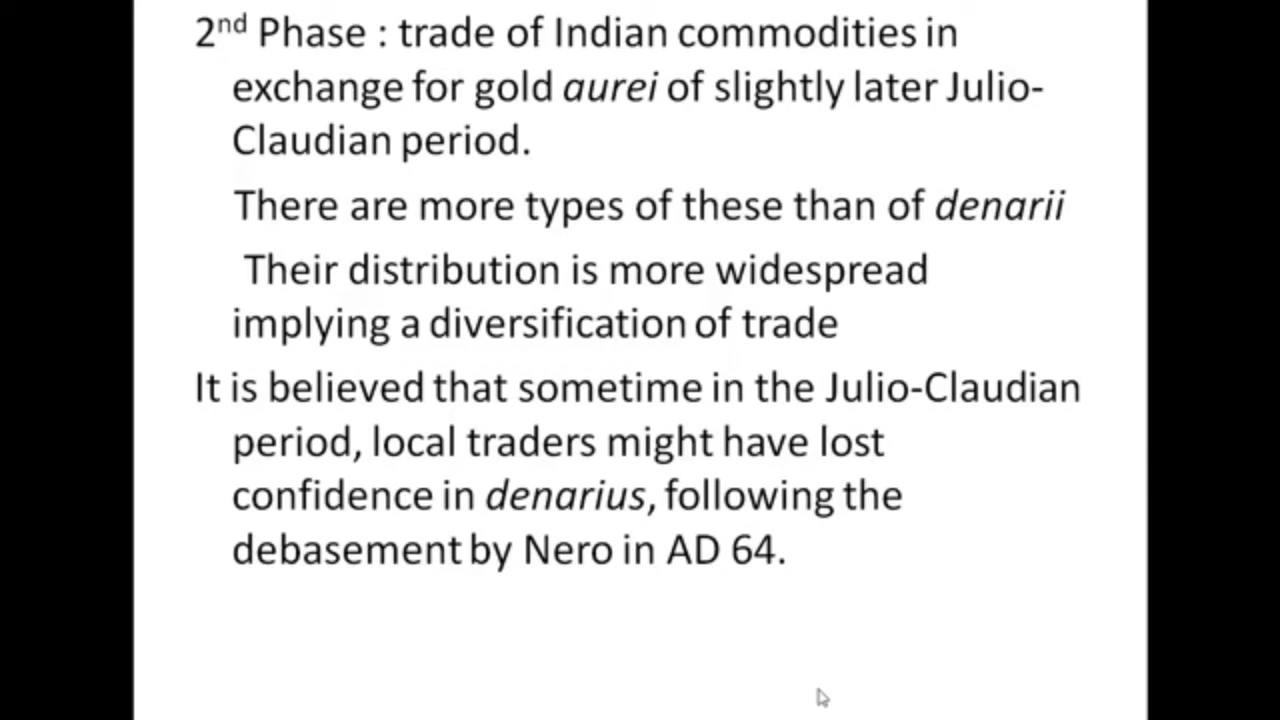 2nd Phase : trade of Indian commodities in
exchange for gold aurei of slightly later Julio-
Claudian period.
There are more types of these than of denarii
Their distribution is more widespread
implying a diversification of trade
It is believed that sometime in the Julio-Claudian
period, local traders might have lost
confidence in denarius, following the
debasement by Nero in AD 64.